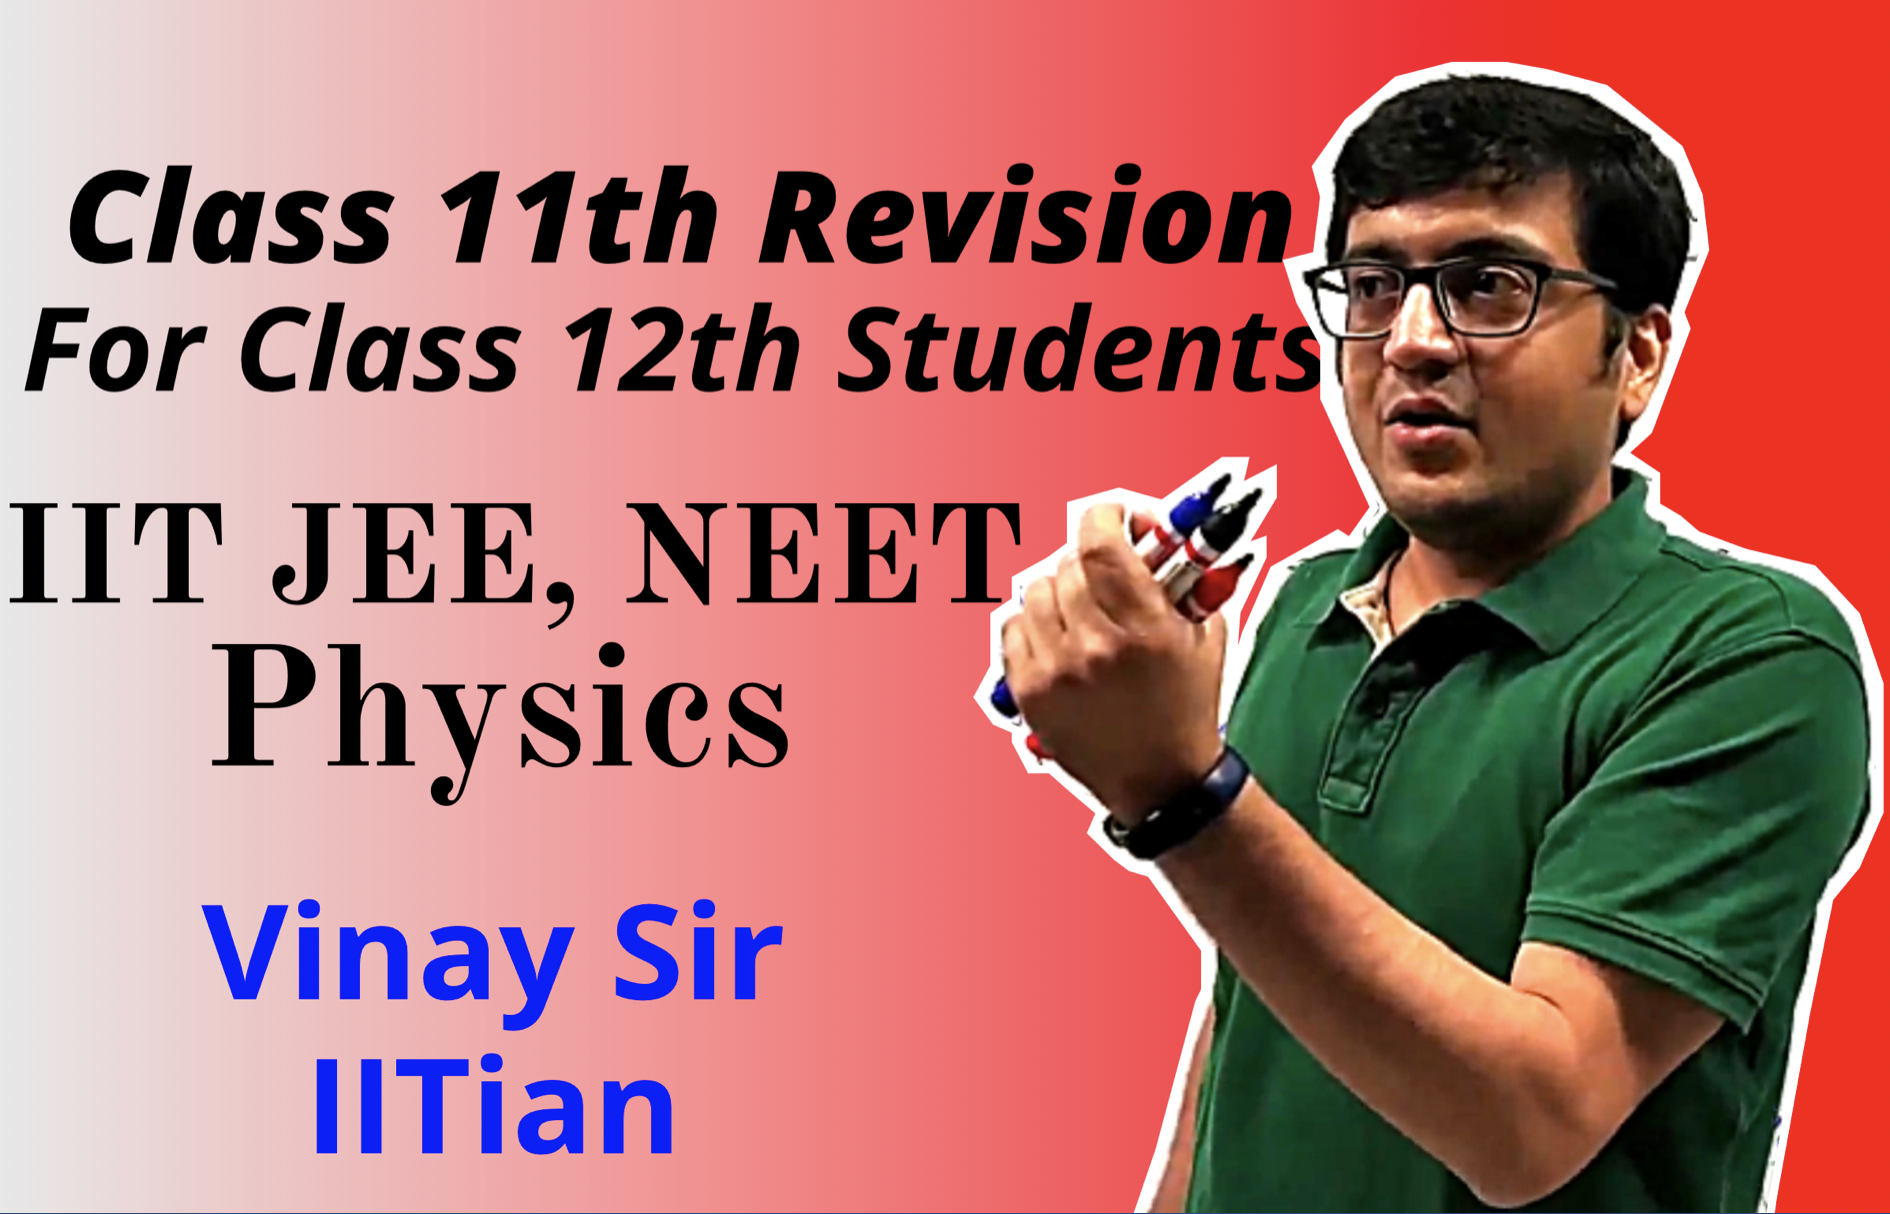 Class 11th Revision
For Class 12th Students
IIT JEE, NEET
Physics
Vinay Sir
IITian